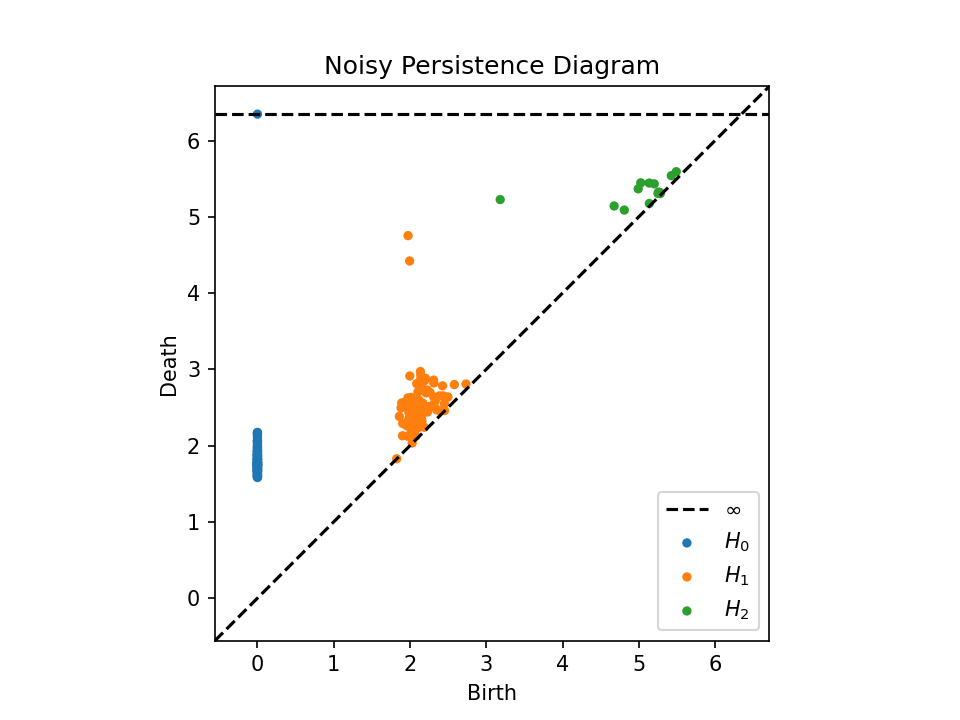 Noisy Persistence Diagram
Death
6
5
4
3
2
1
0
∞
H₀
H₁
H₂
0 1 2 3 4 5 6
Birth